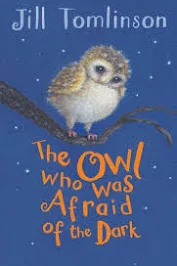 Jill Tomlinson
The Owl
Who was
Afraid
of the Dark